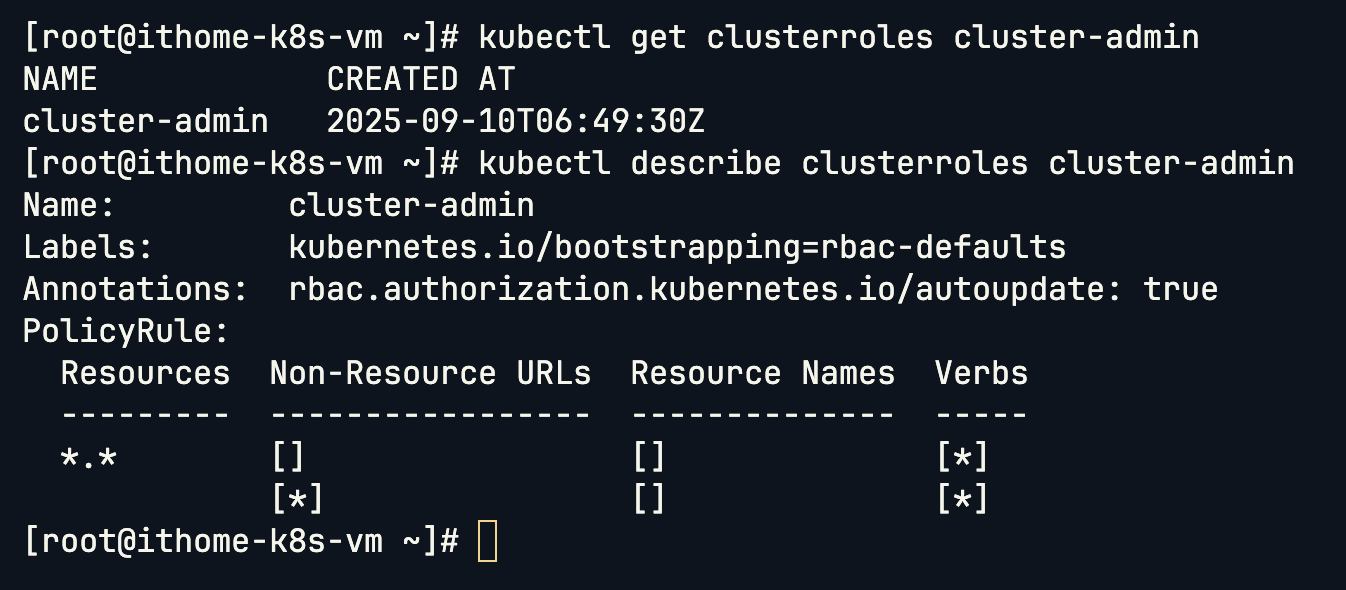 [root@ithome-k8s-vm ~]# kubectl get clusterroles cluster-admin
NAME            CREATED AT
cluster-admin   2025-09-10T06:49:30Z
[root@ithome-k8s-vm ~]# kubectl describe clusterroles cluster-admin
Name:         cluster-admin
Labels:       kubernetes.io/bootstrapping=rbac-defaults
Annotations:  rbac.authorization.kubernetes.io/autoupdate: true
PolicyRule:
  Resources  Non-Resource URLs  Resource Names  Verbs
  ---------  -----------------  --------------  -----
  *.*        []                 []              [*]
             [*]                []              [*]
[root@ithome-k8s-vm ~]#